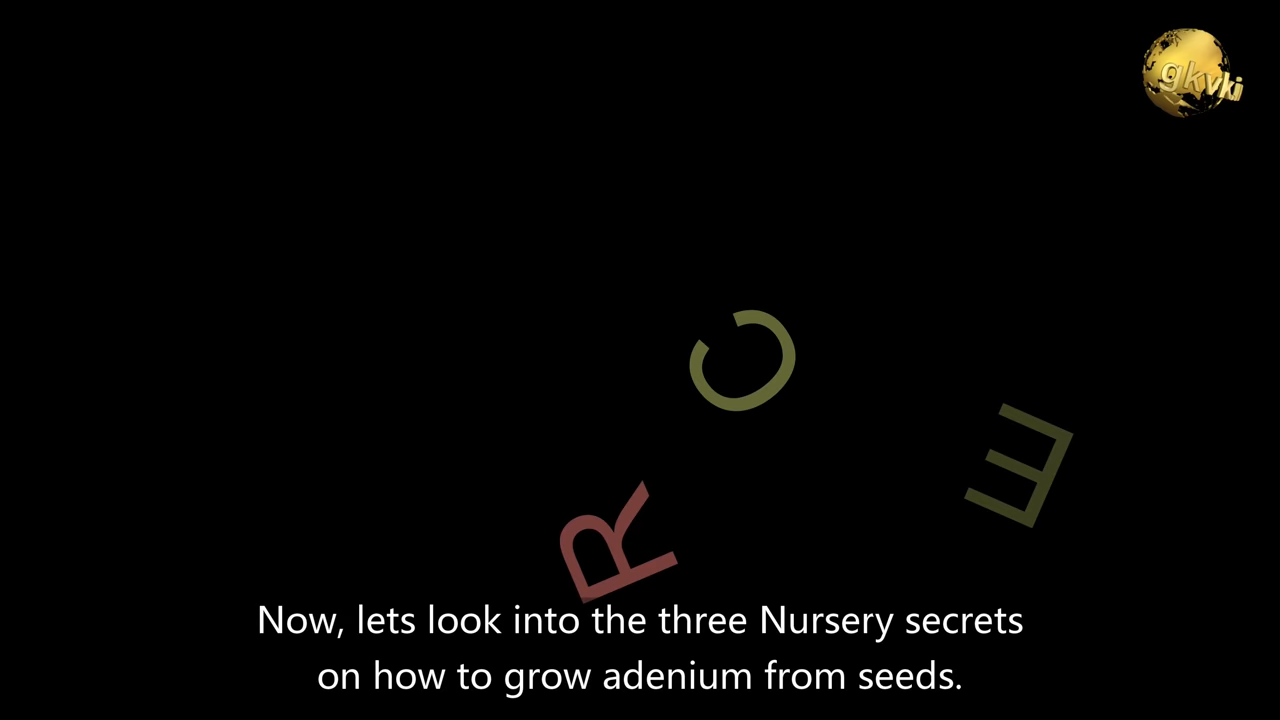 gkvki
C
E
R
Now, lets look into the three Nursery secrets
on how to grow adenium from seeds.